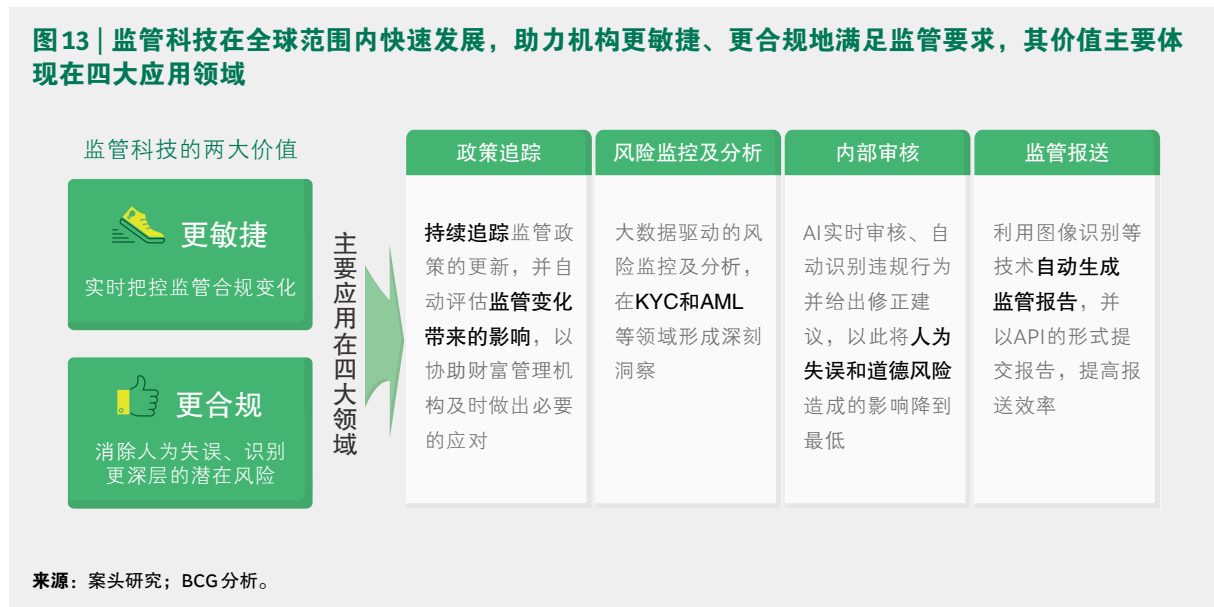 图13 | 监管科技在全球范围内快速发展，助力机构更敏捷、更合规地满足监管要求，其价值主要体
现在四大应用领域
监管科技的两大价值
更敏捷
实时把控监管合规变化
更合规
消除人为失误、识别
更深层的潜在风险
主要应用在四大领域
政策追踪
持续追踪监管政
策的更新，并自
动评估监管变化
带来的影响，以
协助财富管理机
构及时做出必要
的应对
风险监控及分析
大数据驱动的风
险监控及分析，
在KYC和AML
等领域形成深刻
洞察
内部审核
AI实时审核、自
动识别违规行为
并给出修正建
议，以此将人为
失误和道德风险
造成的影响降到
最低
监管报送
利用图像识别等
技术自动生成
监管报告，并
以API的形式提
交报告，提高报
送效率
来源：案头研究；BCG分析。